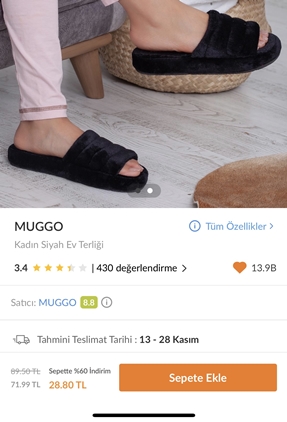 MUGGO
Tüm Özellikler >
Kadın Siyah Ev Terliği
3.4 | 430 değerlendirme >
13.9B
Satıcı: MUGGO 8.8
Tahmini Teslimat Tarihi : 13 - 28 Kasım
89.50 TL Sepette %60 İndirim
71.99 TL 28.80 TL
Sepete Ekle